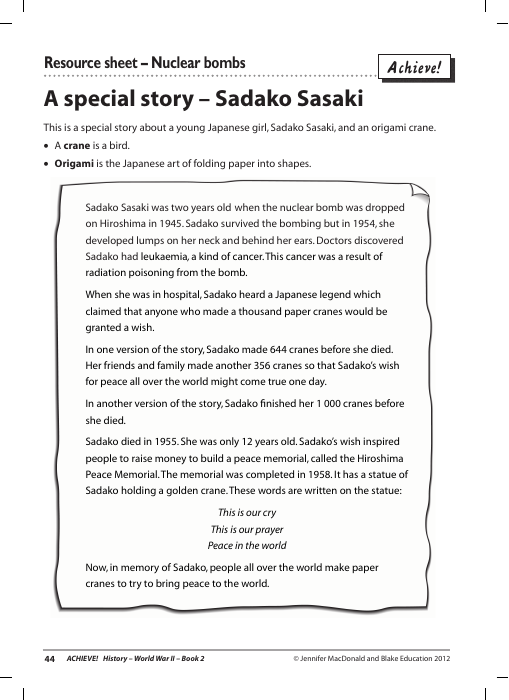 Resource sheet – Nuclear bombs
Achieve!
A special story – Sadako Sasaki
This is a special story about a young Japanese girl, Sadako Sasaki, and an origami crane.
• A crane is a bird.
• Origami is the Japanese art of folding paper into shapes.
Sadako Sasaki was two years old when the nuclear bomb was dropped
on Hiroshima in 1945. Sadako survived the bombing but in 1954, she
developed lumps on her neck and behind her ears. Doctors discovered
Sadako had leukaemia, a kind of cancer. This cancer was a result of
radiation poisoning from the bomb.
When she was in hospital, Sadako heard a Japanese legend which
claimed that anyone who made a thousand paper cranes would be
granted a wish.
In one version of the story, Sadako made 644 cranes before she died.
Her friends and family made another 356 cranes so that Sadako's wish
for peace all over the world might come true one day.
In another version of the story, Sadako finished her 1 000 cranes before
she died.
Sadako died in 1955. She was only 12 years old. Sadako's wish inspired
people to raise money to build a peace memorial, called the Hiroshima
Peace Memorial. The memorial was completed in 1958. It has a statue of
Sadako holding a golden crane. These words are written on the statue:
This is our cry
This is our prayer
Peace in the world
Now, in memory of Sadako, people all over the world make paper
cranes to try to bring peace to the world.
44 ACHIEVE! History – World War II – Book 2
© Jennifer MacDonald and Blake Education 2012